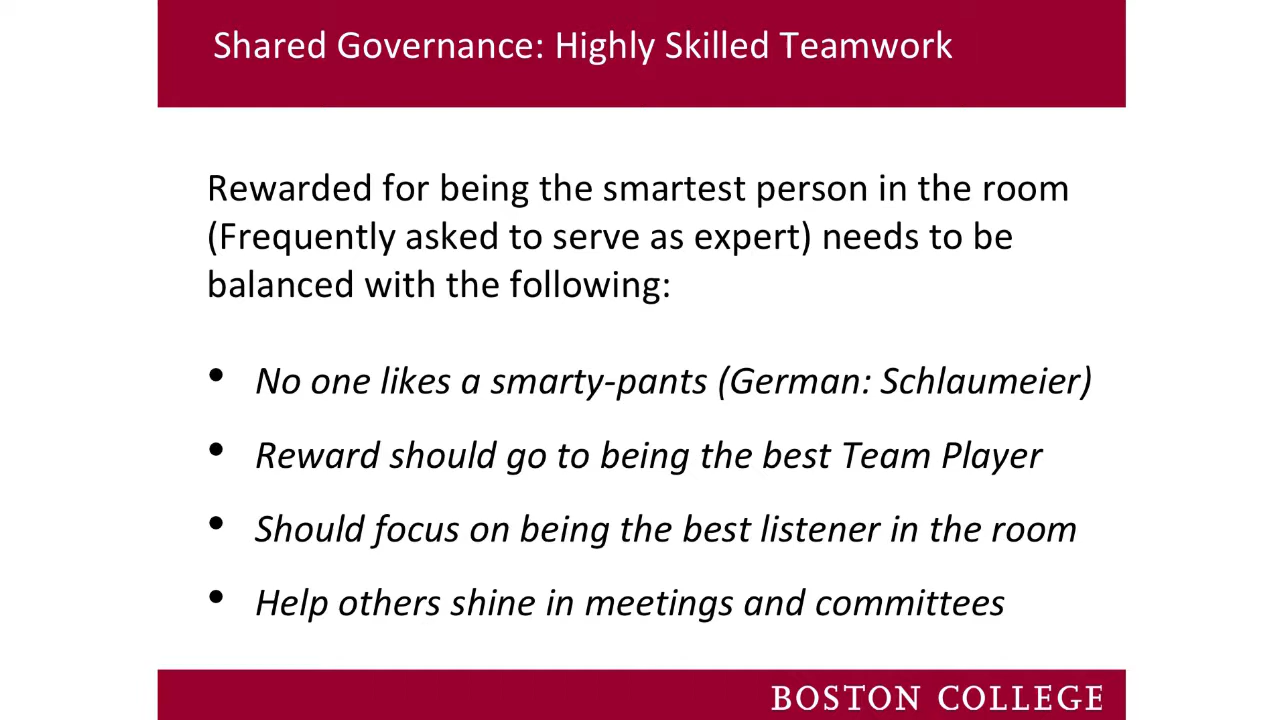 Shared Governance: Highly Skilled Teamwork
Rewarded for being the smartest person in the room
(Frequently asked to serve as expert) needs to be
balanced with the following:
• No one likes a smarty-pants (German: Schlaumeier)
• Reward should go to being the best Team Player
• Should focus on being the best listener in the room
• Help others shine in meetings and committees
BOSTON COLLEGE